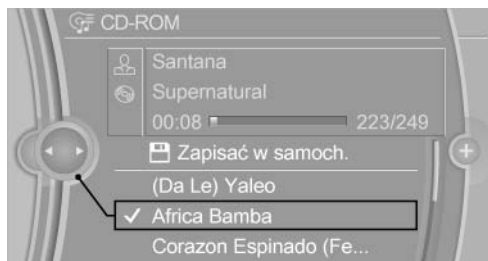 CD-ROM
Santana
Supernatural
00:08 223/249
Zapisać w samoch.
(Da Le) Yaleo
Africa Bamba
Corazon Espinado (Fe...